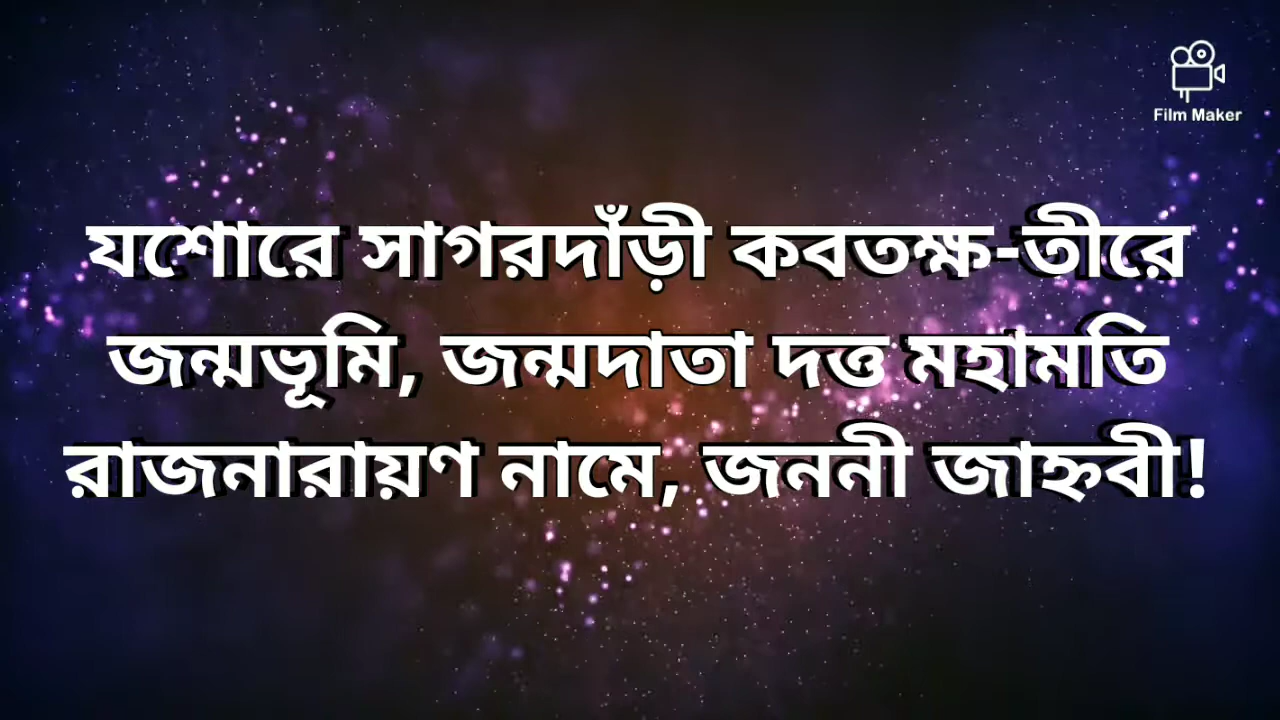 Film Maker
যশোরে সাগরদাঁড়ী কবতক্ষ-তীরে
জন্মভূমি, জন্মদাতা দত্ত মহামতি
রাজনারায়ণ নামে, জননী জাহ্নবী!